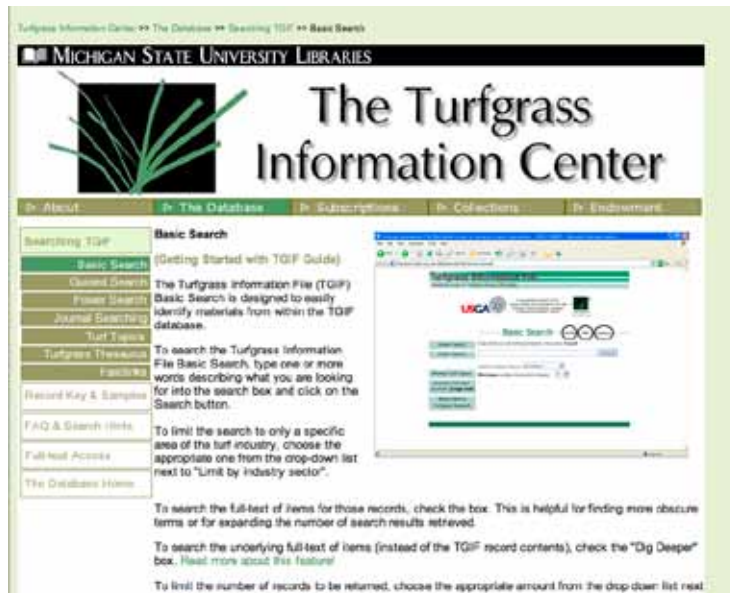 Turfgrass Information Center >> The Database >> Searching TGIF >> Basic Search
MICHIGAN STATE UNIVERSITY LIBRARIES
The Turfgrass
Information Center
About
The Database
Subscriptions
Collections
Endowment
Searching TGIF
Basic Search
Guided Search
Power Search
Journal Searching
Turf Topics
Turfgrass Thesaurus
Fastlinks
Record Key & Samples
FAQ & Search Hints
Full-text Access
The Database Home
Basic Search
(Getting Started with TGIF Guide)
The Turfgrass Information File (TGIF)
Basic Search is designed to easily
identify materials from within the TGIF
database.
To search the Turfgrass Information
File Basic Search, type one or more
words describing what you are looking
for into the search box and click on the
Search button.
To limit the search to only a specific
area of the turf industry, choose the
appropriate one from the drop-down list
next to "Limit by industry sector".
Turfgrass Information File
USGA
Basic Search
To search the full-text of items for those records, check the box. This is helpful for finding more obscure
terms or for expanding the number of search results retrieved.
To search the underlying full-text of items (instead of the TGIF record contents), check the "Dig Deeper"
box. Read more about this feature!
To limit the number of records to be returned, choose the appropriate amount from the drop down list next